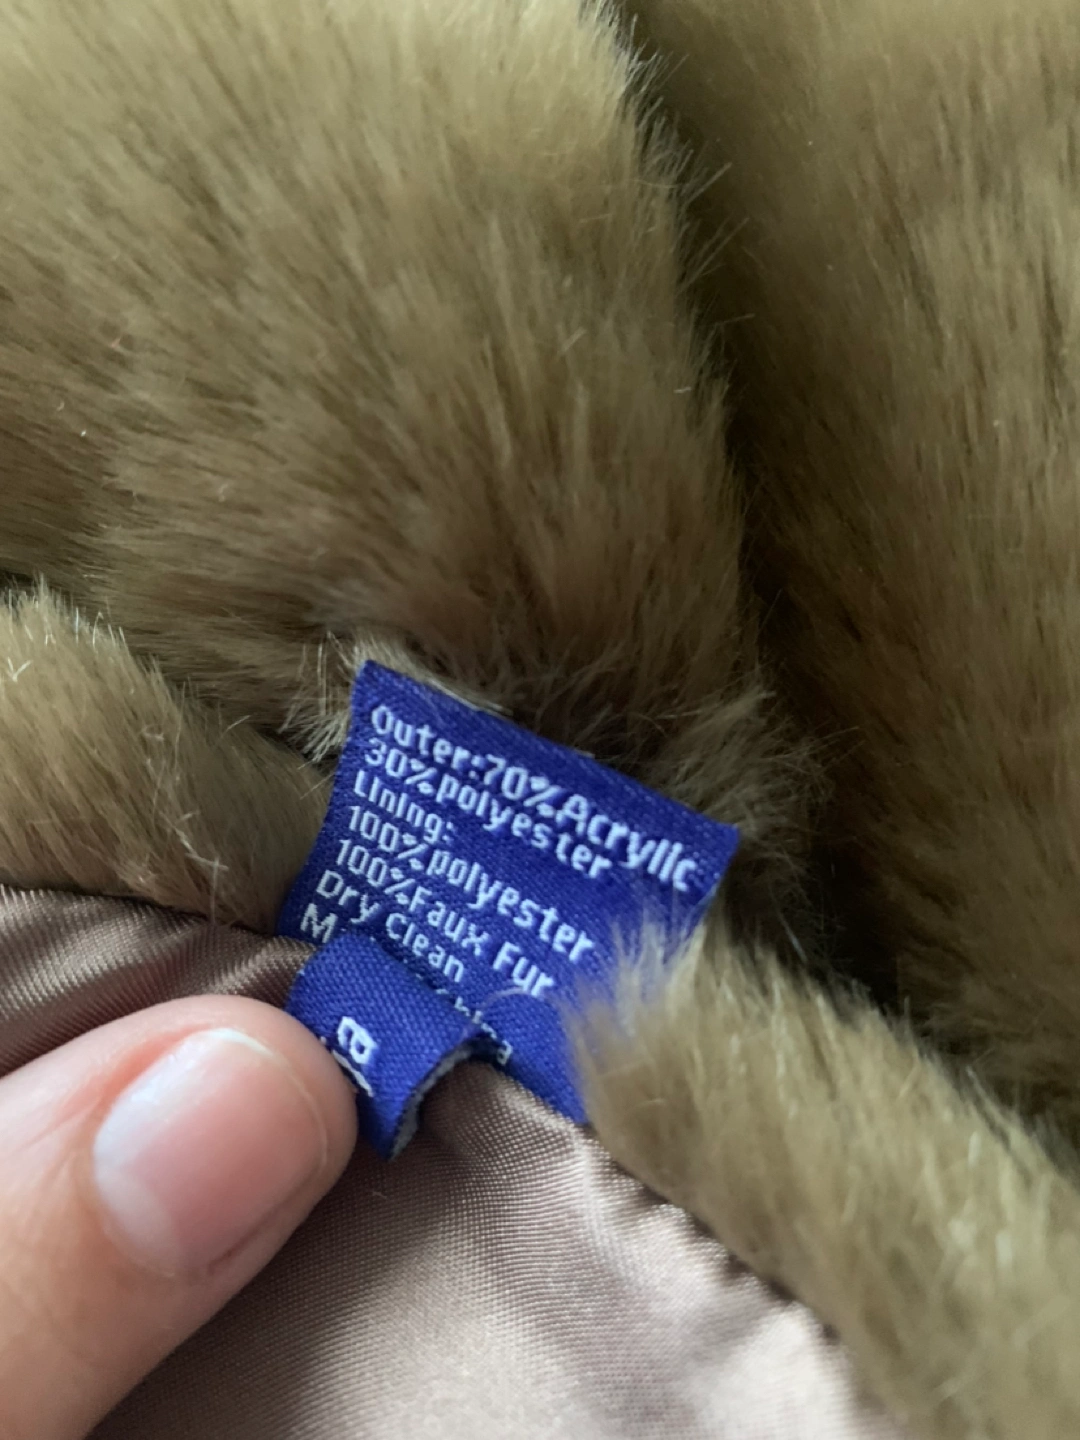 Outer:70%Acrylic
30%polyester
Lining:
100%polyester
100%Faux Fur
Dry clean
M